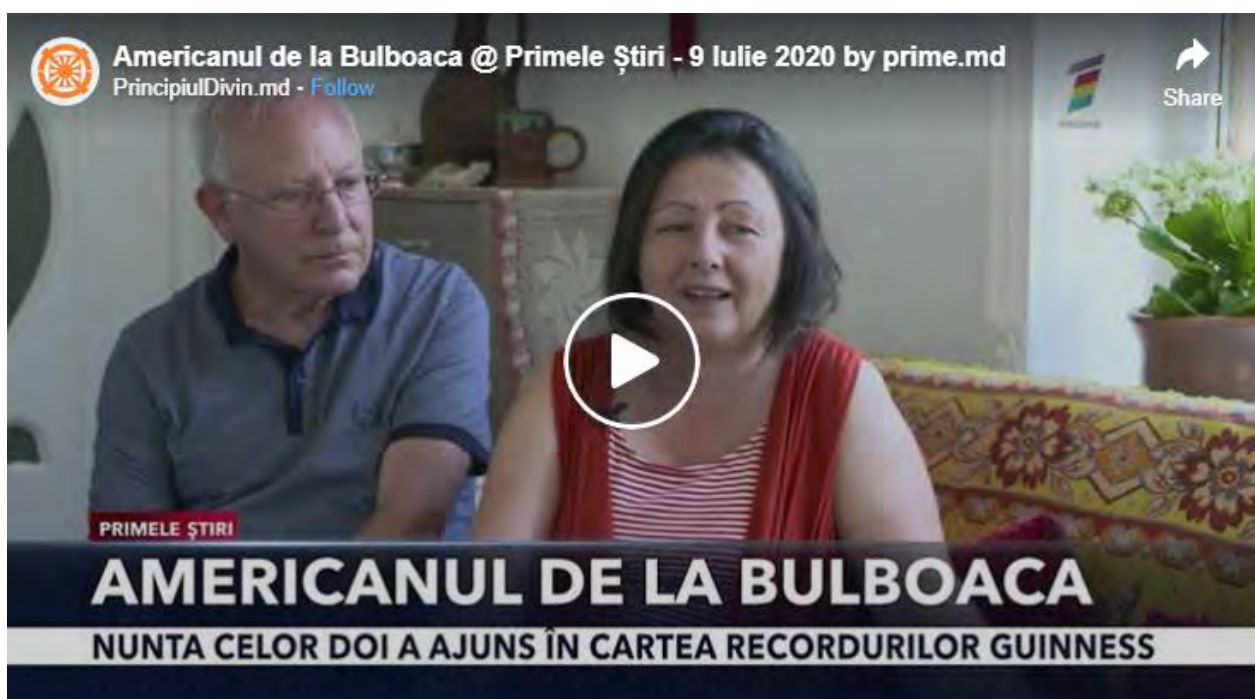 Americanul de la Bulboaca @ Primele Știri - 9 Iulie 2020 by prime.md
PrincipiulDivin.md - Follow
Share
PRIMELE ȘTIRI
AMERICANUL DE LA BULBOACA
NUNTA CELOR DOI A AJUNS ÎN CARTEA RECORDURILOR GUINNESS